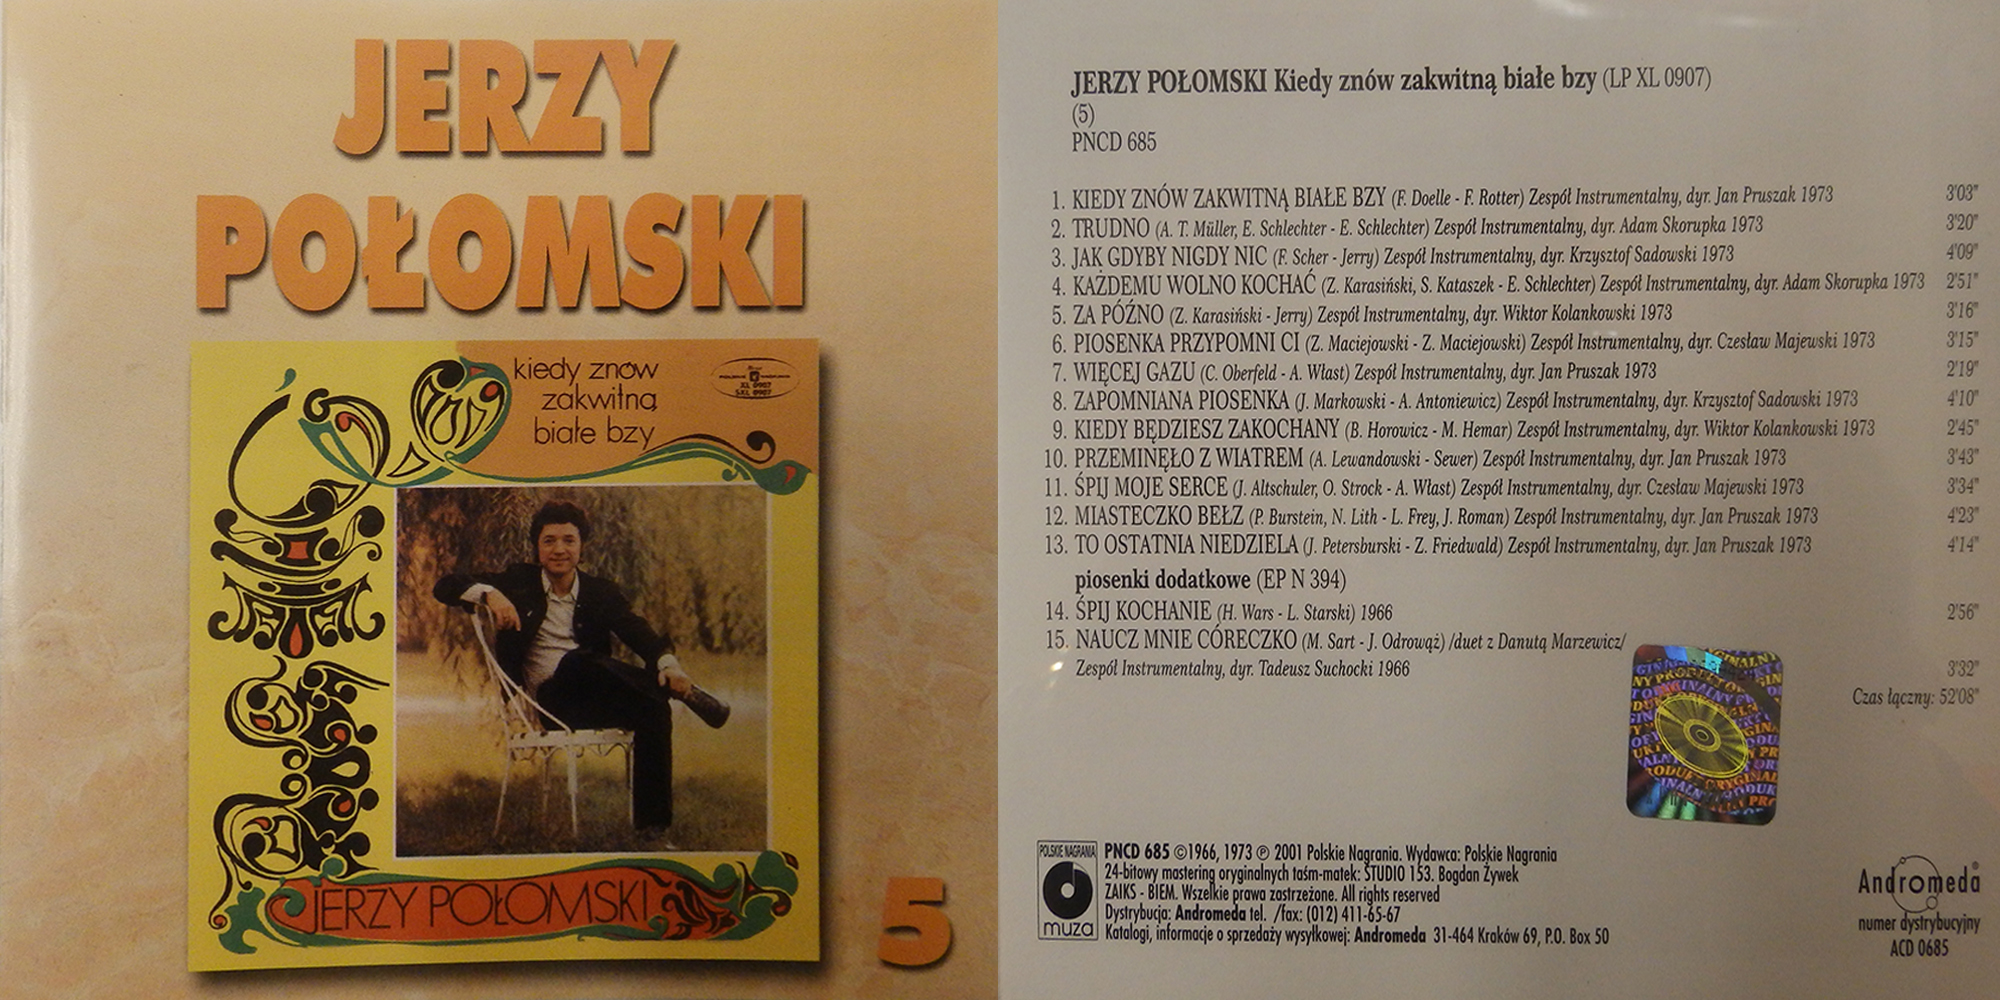 JERZY
POŁOMSKI
kiedy znów
zakwitną
białe bzy
POLSKIE NAGRANIA
XL 0907
SXL 0907
JERZY POŁOMSKI
5
JERZY POŁOMSKI Kiedy znów zakwitną białe bzy (LP XL 0907)
(5)
PNCD 685
1. KIEDY ZNÓW ZAKWITNĄ BIAŁE BZY (F. Doelle - F. Rotter) Zespół Instrumentalny, dyr. Jan Pruszak 1973 3'03"
2. TRUDNO (A. T. Müller, E. Schlechter - E. Schlechter) Zespół Instrumentalny, dyr. Adam Skorupka 1973 3'20"
3. JAK GDYBY NIGDY NIC (F. Scher - Jerry) Zespół Instrumentalny, dyr. Krzysztof Sadowski 1973 4'09"
4. KAŻDEMU WOLNO KOCHAĆ (Z. Karasiński, S. Kataszek - E. Schlechter) Zespół Instrumentalny, dyr. Adam Skorupka 1973 2'51"
5. ZA PÓŹNO (Z. Karasiński - Jerry) Zespół Instrumentalny, dyr. Wiktor Kolankowski 1973 3'16"
6. PIOSENKA PRZYPOMNI CI (Z. Maciejowski - Z. Maciejowski) Zespół Instrumentalny, dyr. Czesław Majewski 1973 3'15"
7. WIĘCEJ GAZU (C. Oberfeld - A. Włast) Zespół Instrumentalny, dyr. Jan Pruszak 1973 2'19"
8. ZAPOMNIANA PIOSENKA (J. Markowski - A. Antoniewicz) Zespół Instrumentalny, dyr. Krzysztof Sadowski 1973 4'10"
9. KIEDY BĘDZIESZ ZAKOCHANY (B. Horowicz - M. Hemar) Zespół Instrumentalny, dyr. Wiktor Kolankowski 1973 2'45"
10. PRZEMINĘŁO Z WIATREM (A. Lewandowski - Sewer) Zespół Instrumentalny, dyr. Jan Pruszak 1973 3'43"
11. ŚPIJ MOJE SERCE (J. Altschuler, O. Strock - A. Włast) Zespół Instrumentalny, dyr. Czesław Majewski 1973 3'34"
12. MIASTECZKO BEŁZ (P. Burstein, N. Lith - L. Frey, J. Roman) Zespół Instrumentalny, dyr. Jan Pruszak 1973 4'23"
13. TO OSTATNIA NIEDZIELA (J. Petersburski - Z. Friedwald) Zespół Instrumentalny, dyr. Jan Pruszak 1973 4'14"
piosenki dodatkowe (EP N 394)
14. ŚPIJ KOCHANIE (H. Wars - L. Starski) 1966 2'56"
15. NAUCZ MNIE CÓRECZKO (M. Sart - J. Odrowąż) /duet z Danutą Marzewicz/
Zespół Instrumentalny, dyr. Tadeusz Suchocki 1966 3'32"
Czas łączny: 52'08"
POLSKIE NAGRANIA
muza
PNCD 685 ©1966, 1973 ℗ 2001 Polskie Nagrania. Wydawca: Polskie Nagrania
24-bitowy mastering oryginalnych taśm-matek: STUDIO 153. Bogdan Żywek
ZAIKS - BIEM. Wszelkie prawa zastrzeżone. All rights reserved
Dystrybucja: Andromeda tel. /fax: (012) 411-65-67
Katalogi, informacje o sprzedaży wysyłkowej: Andromeda 31-464 Kraków 69, P.O. Box 50
Andromeda®
numer dystrybucyjny
ACD 0685